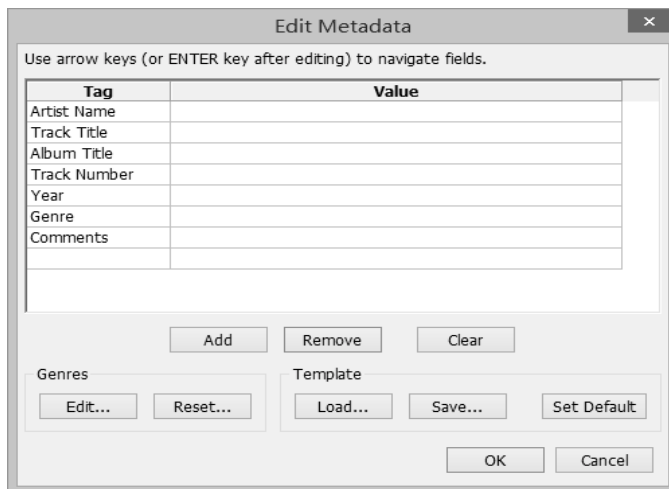 Edit Metadata
Use arrow keys (or ENTER key after editing) to navigate fields.
Tag Value
Artist Name
Track Title
Album Title
Track Number
Year
Genre
Comments
Add Remove Clear
Genres Template
Edit... Reset... Load... Save... Set Default
OK Cancel